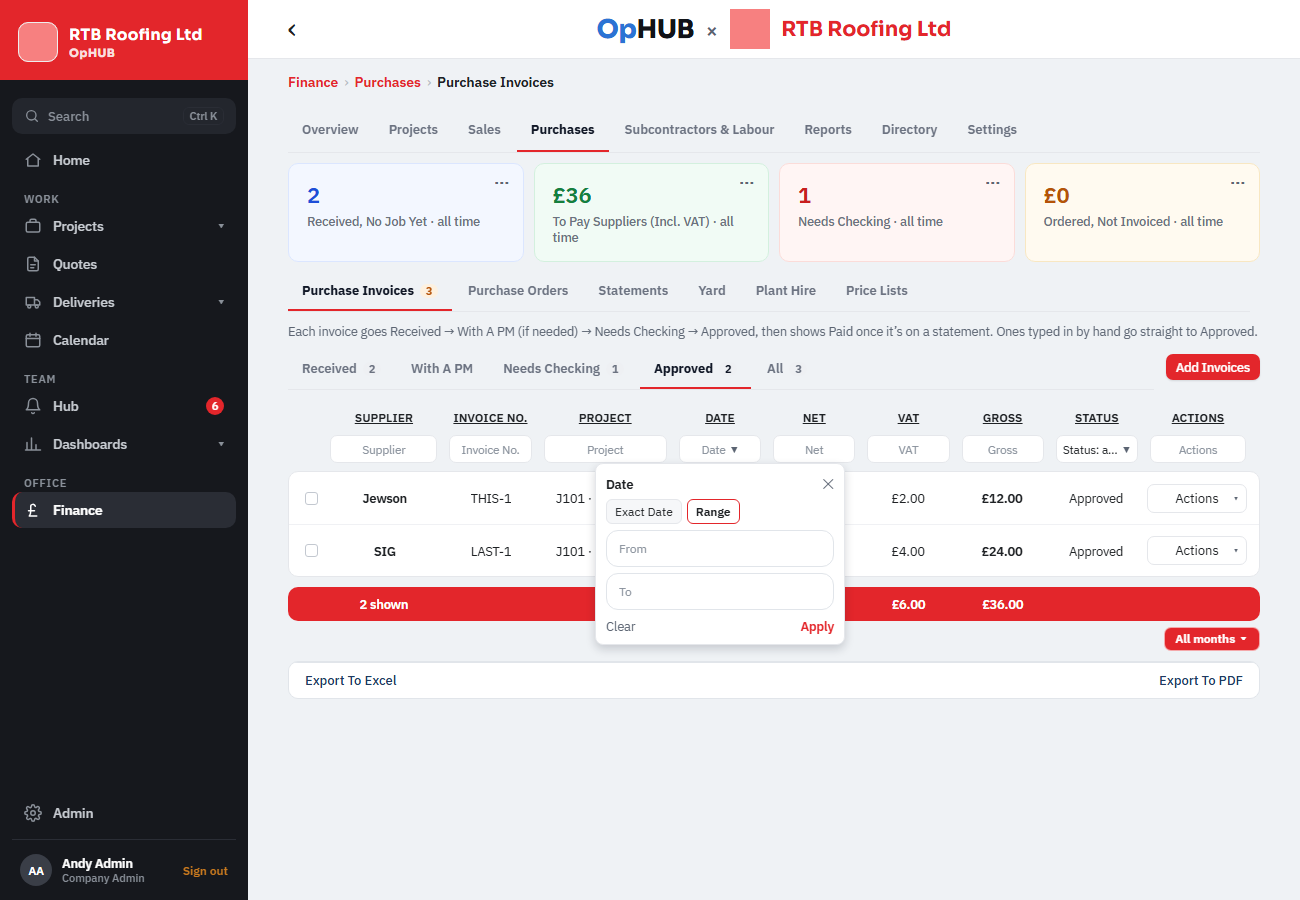 RTB Roofing Ltd
OpHUB
Search Ctrl K
Home
WORK
Projects
Quotes
Deliveries
Calendar
TEAM
Hub 6
Dashboards
OFFICE
£ Finance
Admin
AA Andy Admin
Company Admin
Sign out
OpHUB × RTB Roofing Ltd
Finance › Purchases › Purchase Invoices
Overview Projects Sales Purchases Subcontractors & Labour Reports Directory Settings
2
Received, No Job Yet · all time
£36
To Pay Suppliers (Incl. VAT) · all
time
1
Needs Checking · all time
£0
Ordered, Not Invoiced · all time
Purchase Invoices 3 Purchase Orders Statements Yard Plant Hire Price Lists
Each invoice goes Received → With A PM (if needed) → Needs Checking → Approved, then shows Paid once it's on a statement. Ones typed in by hand go straight to Approved.
Received 2 With A PM Needs Checking 1 Approved 2 All 3 Add Invoices
SUPPLIER INVOICE NO. PROJECT DATE NET VAT GROSS STATUS ACTIONS
Supplier Invoice No. Project Date ▼ Net VAT Gross Status: a... ▼ Actions
Jewson THIS-1 J101 · £2.00 £12.00 Approved Actions
SIG LAST-1 J101 · £4.00 £24.00 Approved Actions
2 shown £6.00 £36.00
Date
Exact Date Range
From
To
Clear Apply
All months
Export To Excel Export To PDF